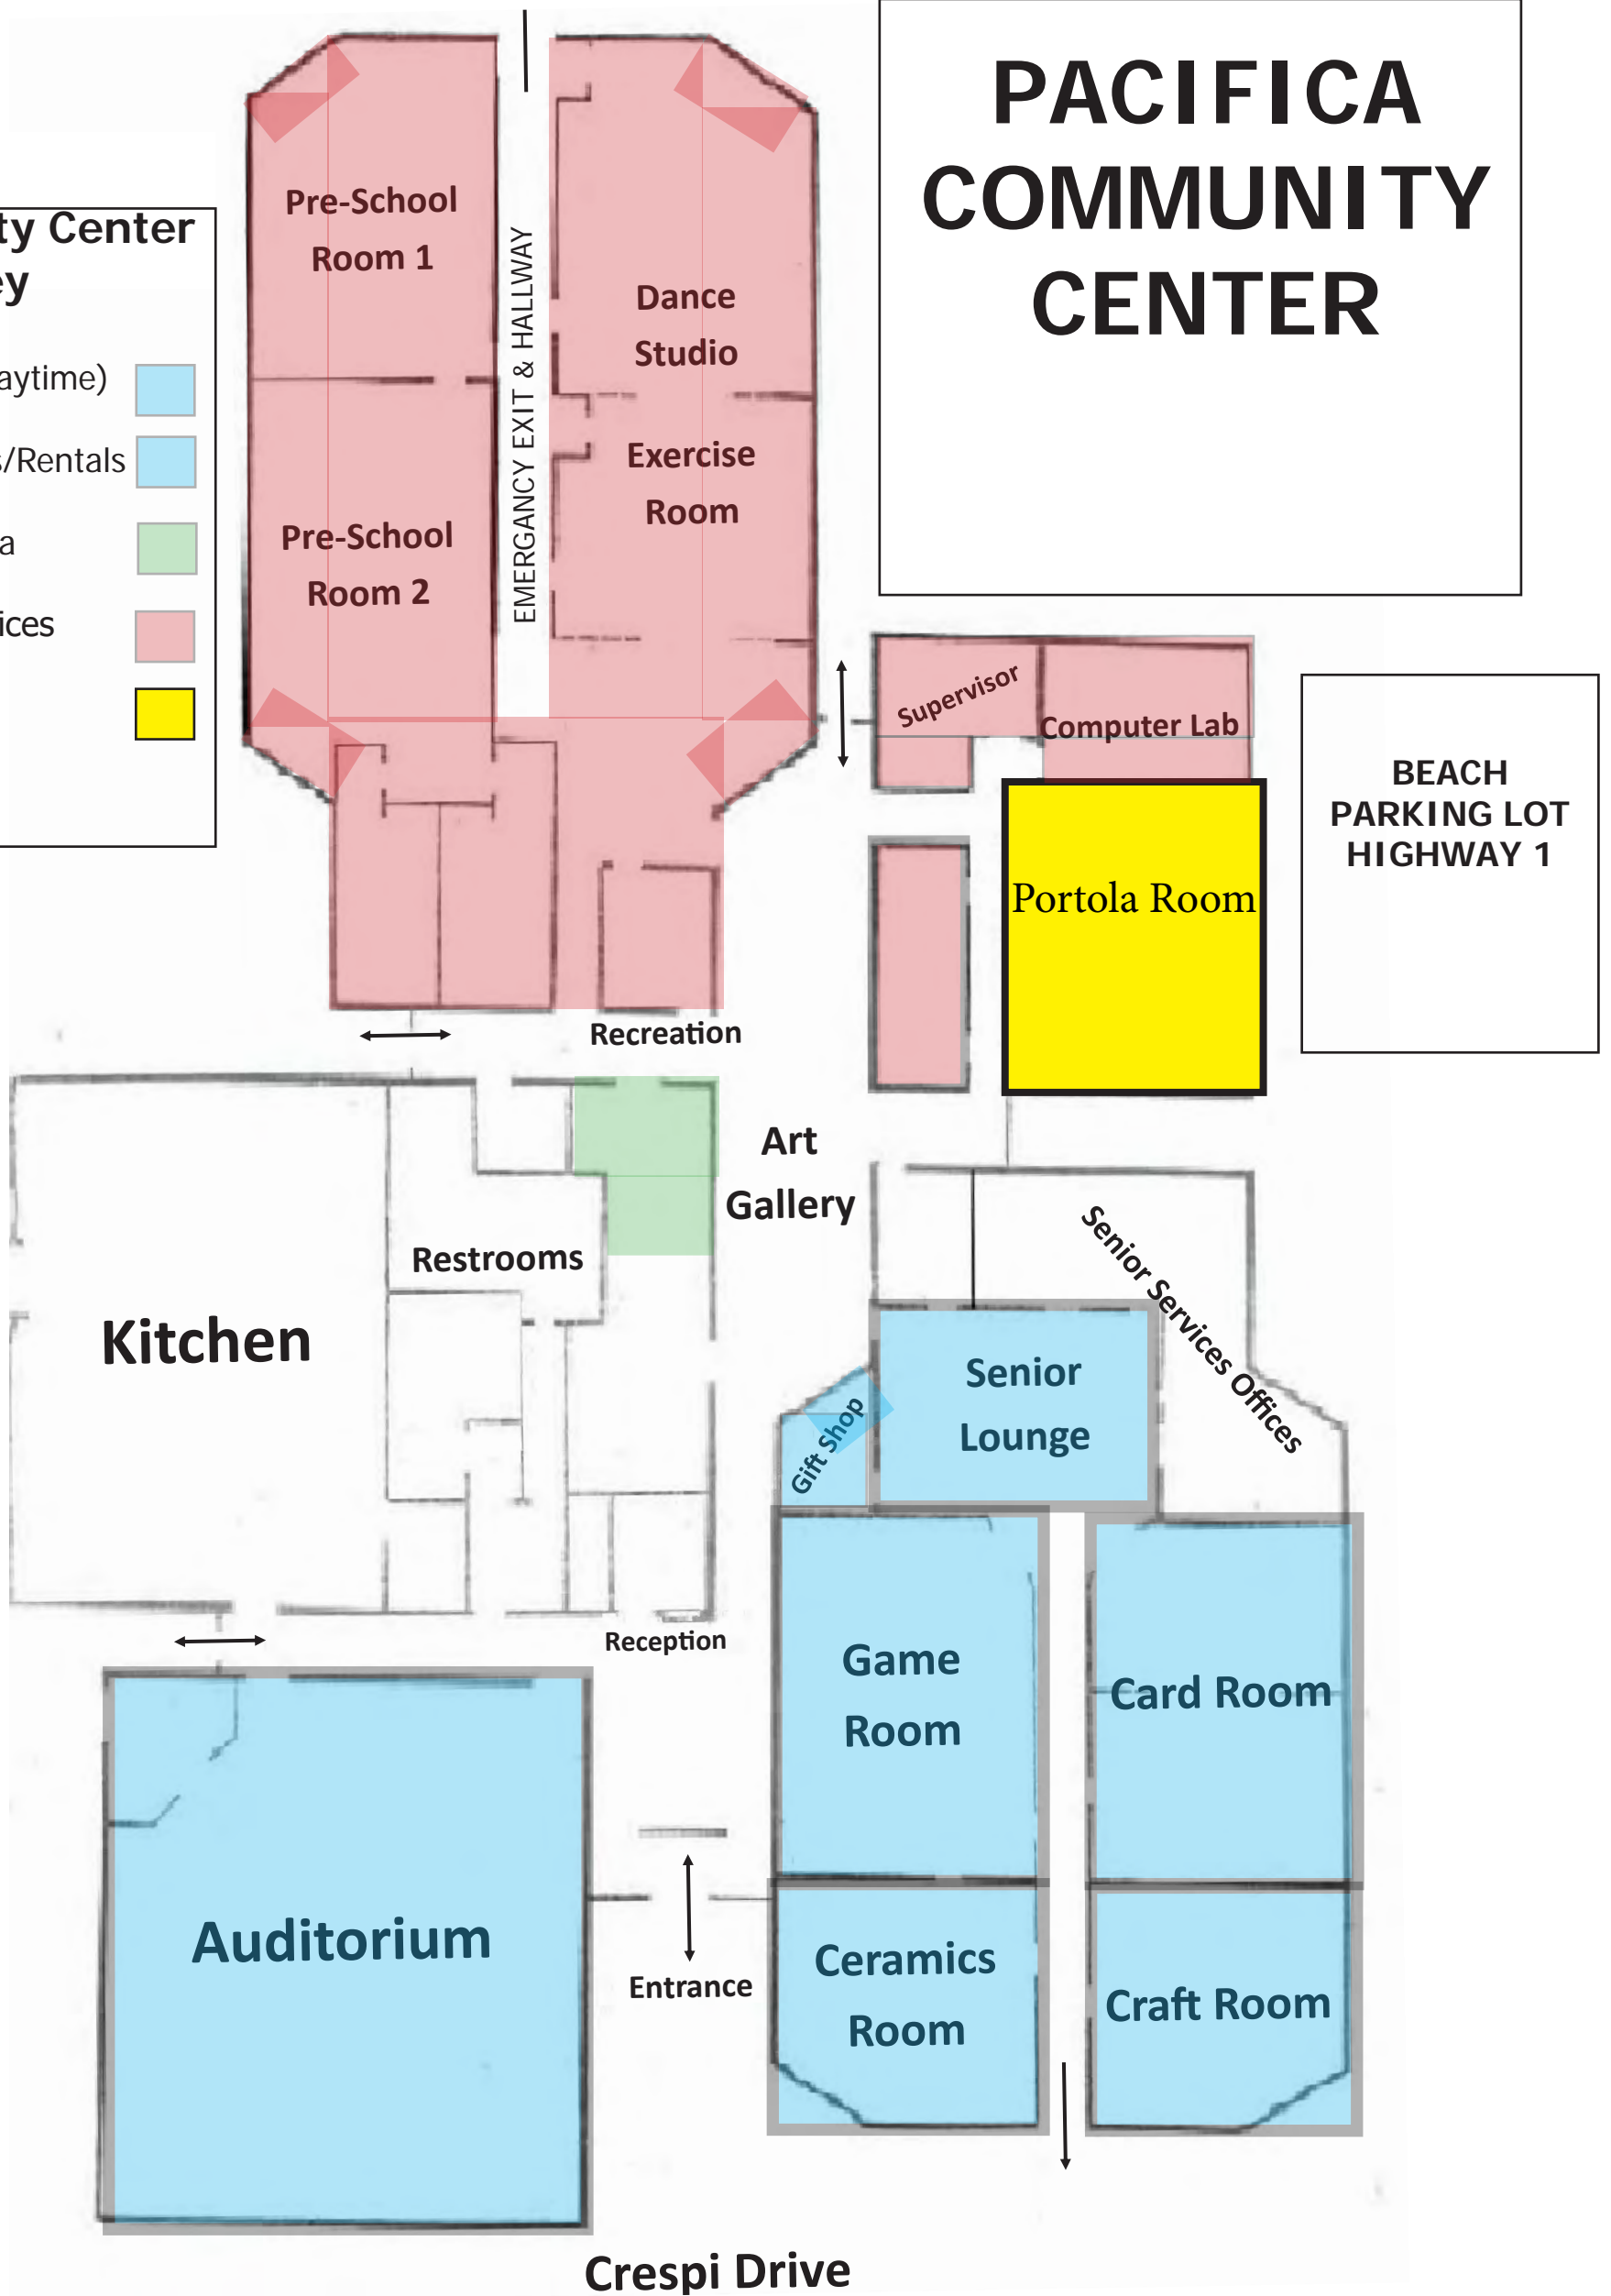 PACIFICA
COMMUNITY
CENTER
ty Center
ey
aytime)
s/Rentals
a
ices
Pre-School
Room 1
EMERGANCY EXIT & HALLWAY
Dance
Studio
Exercise
Room
Pre-School
Room 2
Supervisor
Computer Lab
BEACH
PARKING LOT
HIGHWAY 1
Portola Room
Recreation
Art
Gallery
Restrooms
Kitchen
Senior Services Offices
Senior
Lounge
Gift Shop
Reception
Game
Room
Card Room
Auditorium
Entrance
Ceramics
Room
Craft Room
Crespi Drive